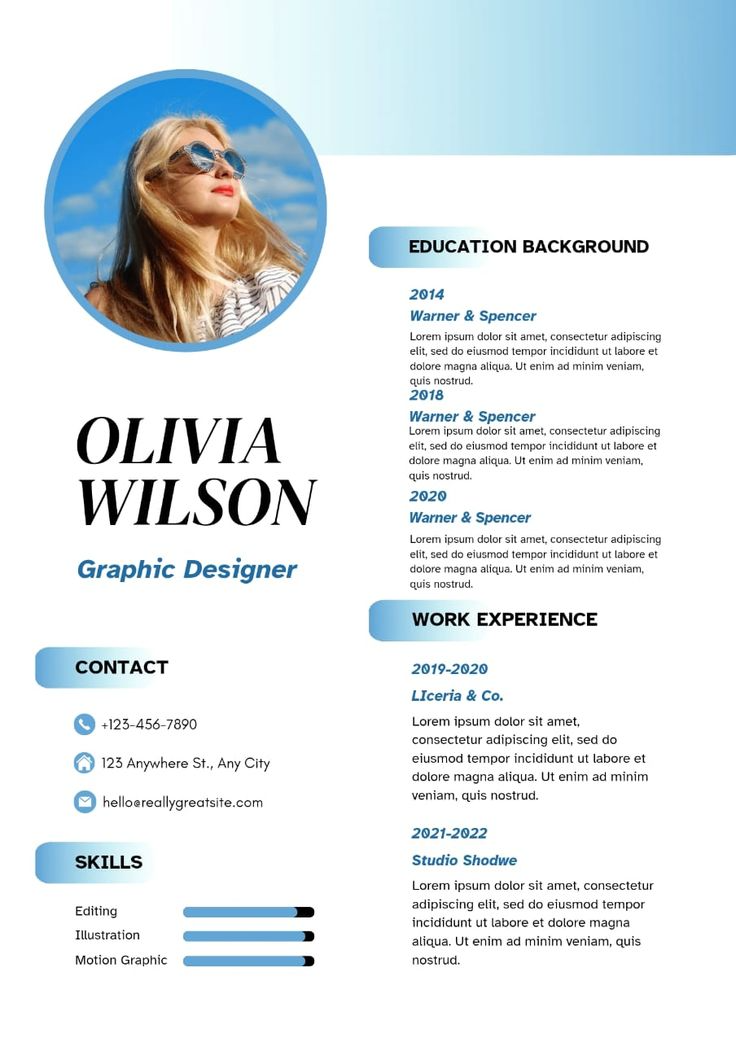 OLIVIA
WILSON
Graphic Designer
CONTACT
+123-456-7890
123 Anywhere St., Any City
hello@reallygreatsite.com
SKILLS
Editing
Illustration
Motion Graphic
EDUCATION BACKGROUND
2014
Warner & Spencer
Lorem ipsum dolor sit amet, consectetur adipiscing
elit, sed do eiusmod tempor incididunt ut labore et
dolore magna aliqua. Ut enim ad minim veniam,
quis nostrud.
2018
Warner & Spencer
Lorem ipsum dolor sit amet, consectetur adipiscing
elit, sed do eiusmod tempor incididunt ut labore et
dolore magna aliqua. Ut enim ad minim veniam,
quis nostrud.
2020
Warner & Spencer
Lorem ipsum dolor sit amet, consectetur adipiscing
elit, sed do eiusmod tempor incididunt ut labore et
dolore magna aliqua. Ut enim ad minim veniam,
quis nostrud.
WORK EXPERIENCE
2019-2020
LIceria & Co.
Lorem ipsum dolor sit amet,
consectetur adipiscing elit, sed do
eiusmod tempor incididunt ut labore et
dolore magna aliqua. Ut enim ad minim
veniam, quis nostrud.
2021-2022
Studio Shodwe
Lorem ipsum dolor sit amet, consectetur
adipiscing elit, sed do eiusmod tempor
incididunt ut labore et dolore magna
aliqua. Ut enim ad minim veniam, quis
nostrud.